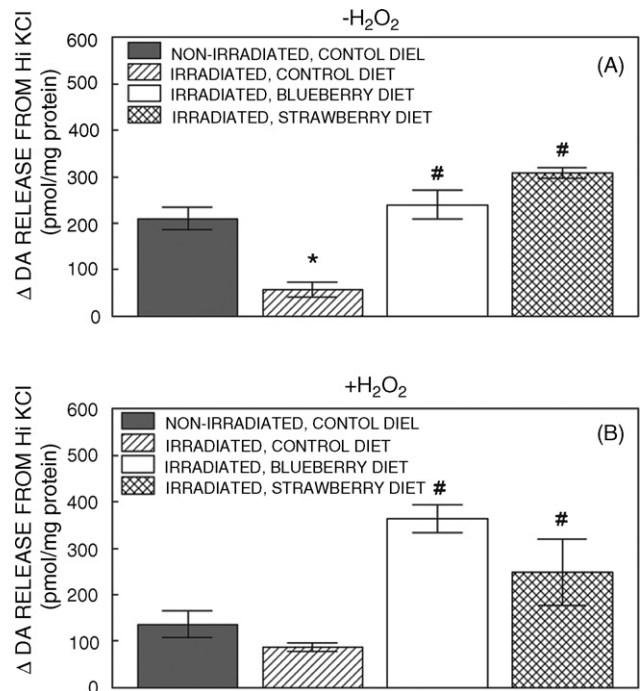 -H₂O₂
(A)
Δ DA RELEASE FROM Hi KCl
(pmol/mg protein)
600
500
400
300
200
100
0
NON-IRRADIATED, CONTOL DIEL
IRRADIATED, CONTROL DIET
IRRADIATED, BLUEBERRY DIET
IRRADIATED, STRAWBERRY DIET
*
#
#
+H₂O₂
(B)
Δ DA RELEASE FROM Hi KCl
(pmol/mg protein)
600
500
400
300
200
100
0
NON-IRRADIATED, CONTOL DIEL
IRRADIATED, CONTROL DIET
IRRADIATED, BLUEBERRY DIET
IRRADIATED, STRAWBERRY DIET
#
#